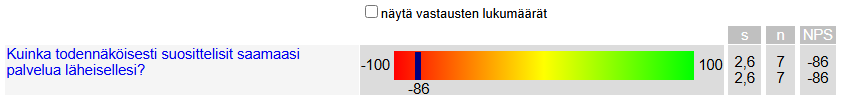 näytä vastausten lukumäärät
s n NPS
Kuinka todennäköisesti suosittelisit saamaasi
palvelua läheisellesi?
-100 100
-86
2,6 7 -86
2,6 7 -86